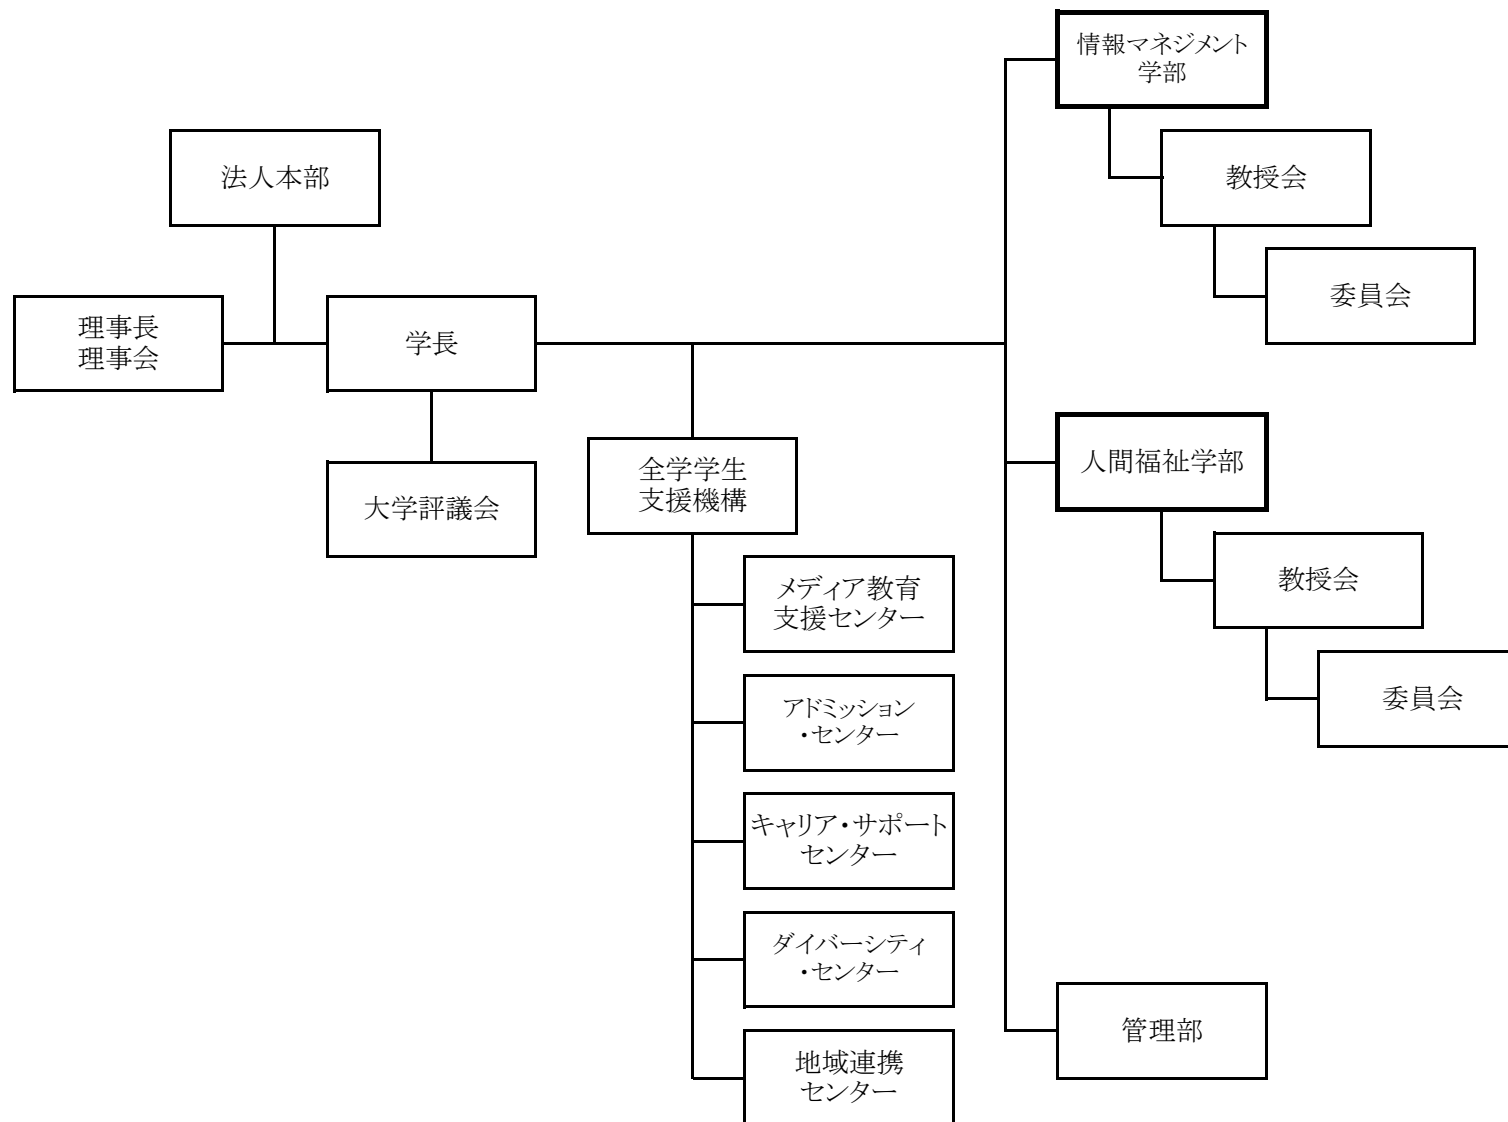 情報マネジメント
学部
法人本部
教授会
委員会
理事長
理事会
学長
人間福祉学部
全学学生
支援機構
大学評議会
教授会
メディア教育
支援センター
委員会
アドミッション
・センター
キャリア・サポート
センター
ダイバーシティ
・センター
管理部
地域連携
センター